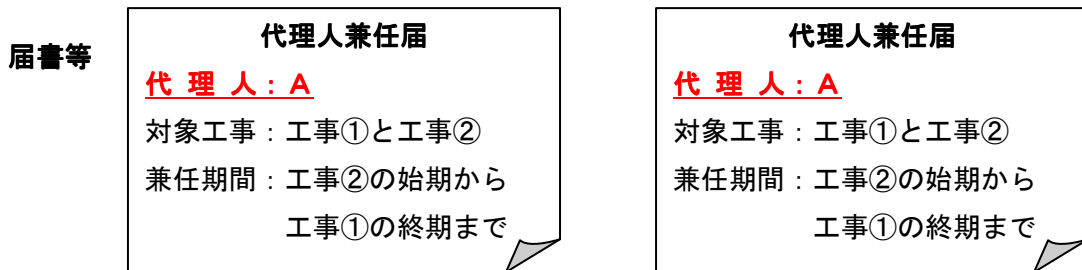 届書等
代理人兼任届
代 理 人：Ａ
対象工事：工事①と工事②
兼任期間：工事②の始期から
工事①の終期まで
代理人兼任届
代 理 人：Ａ
対象工事：工事①と工事②
兼任期間：工事②の始期から
工事①の終期まで